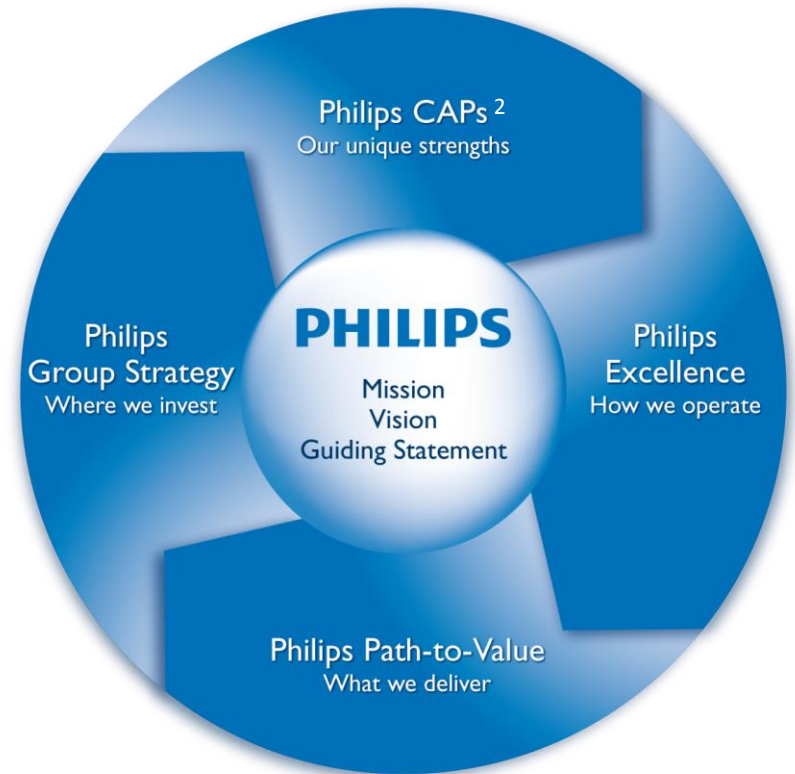 Philips CAPs 2
Our unique strengths
Philips
Group Strategy
Where we invest
PHILIPS
Mission
Vision
Guiding Statement
Philips
Excellence
How we operate
Philips Path-to-Value
What we deliver